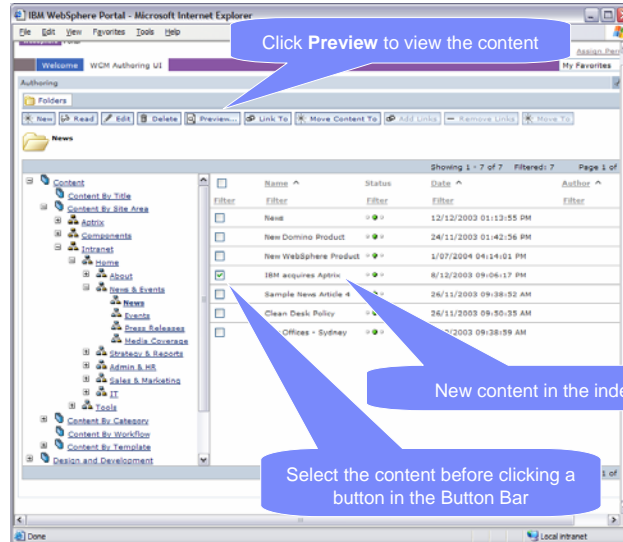 IBM WebSphere Portal - Microsoft Internet Explorer
File Edit View Favorites Tools Help
Click Preview to view the content
Portal
Welcome WCM Authoring UI
My Favorites
Authoring
Folders
New Read Edit Delete Preview... Link To Move Content To Add Links Remove Links Move To
News
Showing 1 - 7 of 7 Filtered: 7 Page 1 of
Content
Content By Title
Content By Site Area
Aptrix
Components
Intranet
Home
About
News & Events
News
Events
Press Releases
Media Coverage
Strategy & Reports
Admin & HR
Sales & Marketing
IT
Tools
Content By Category
Content By Workflow
Content By Template
Design and Development
Name Status Date Author
Filter Filter Filter Filter Filter
News 12/12/2003 01:13:55 PM
New Domino Product 24/11/2003 01:42:56 PM
New WebSphere Product 1/07/2004 04:14:01 PM
IBM acquires Aptrix 8/12/2003 09:06:17 PM
Sample News Article 4 26/11/2003 09:38:52 AM
Clean Desk Policy 26/11/2003 09:50:35 AM
Offices - Sydney 09:38:59 AM
New content in the inde
Select the content before clicking a
button in the Button Bar
1 of
Done Local intranet